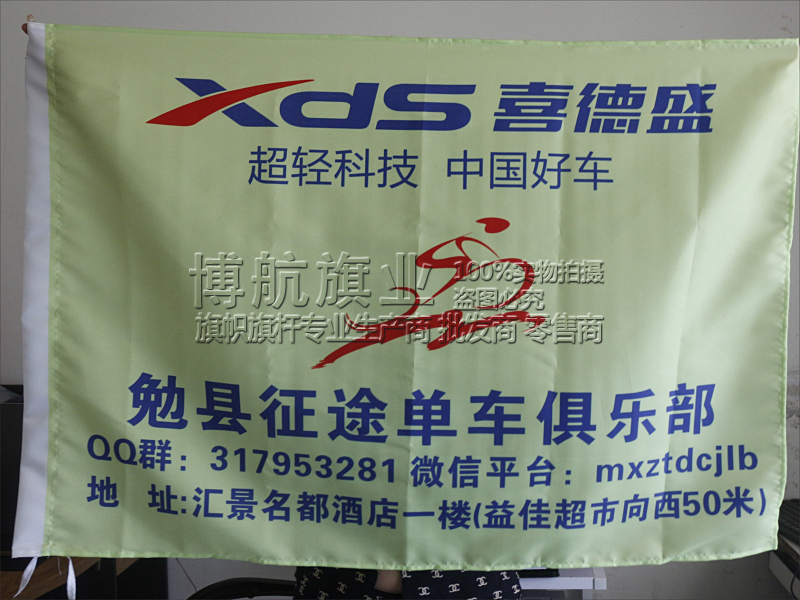 xds 喜德盛
超轻科技 中国好车
博航旗业 100%实物拍摄
盗图必究
旗帜旗杆专业生产商 批发商 零售商
勉县征途单车俱乐部
QQ群：317953281 微信平台：mxztdcjlb
地 址:汇景名都酒店一楼(益佳超市向西50米)